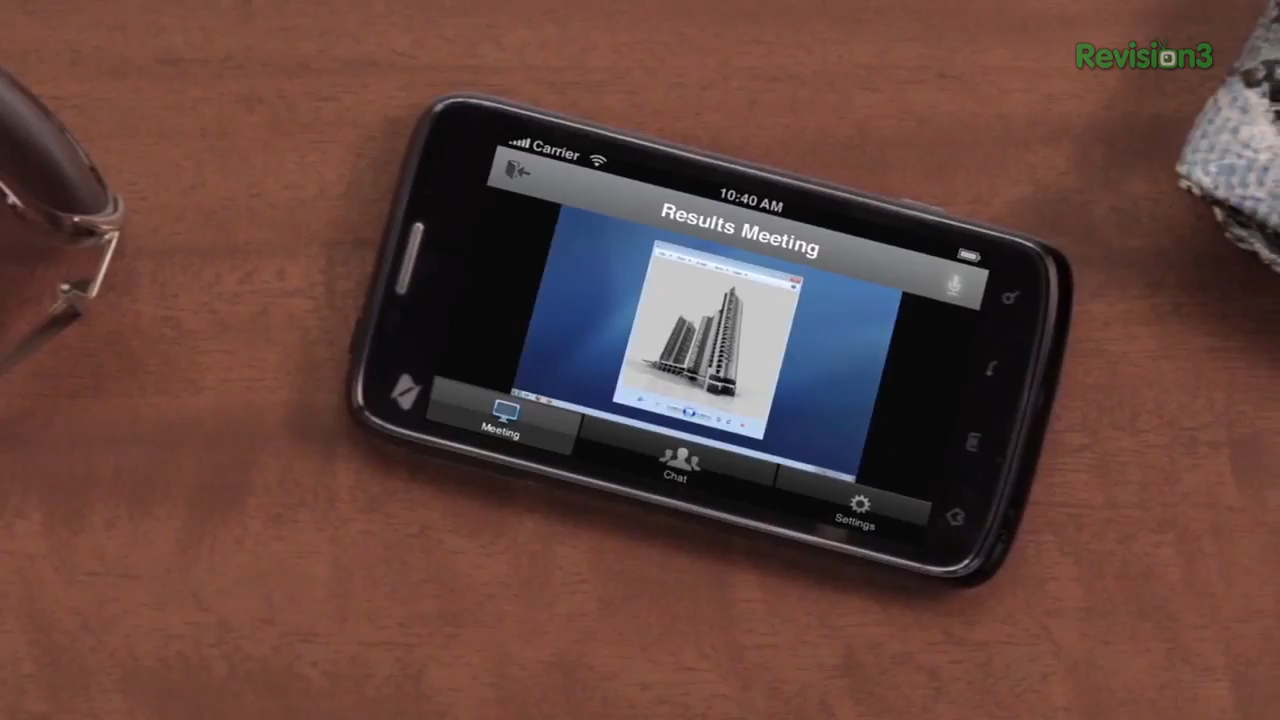 Revision3
Carrier
10:40 AM
Results Meeting
Meeting
Chat
Settings